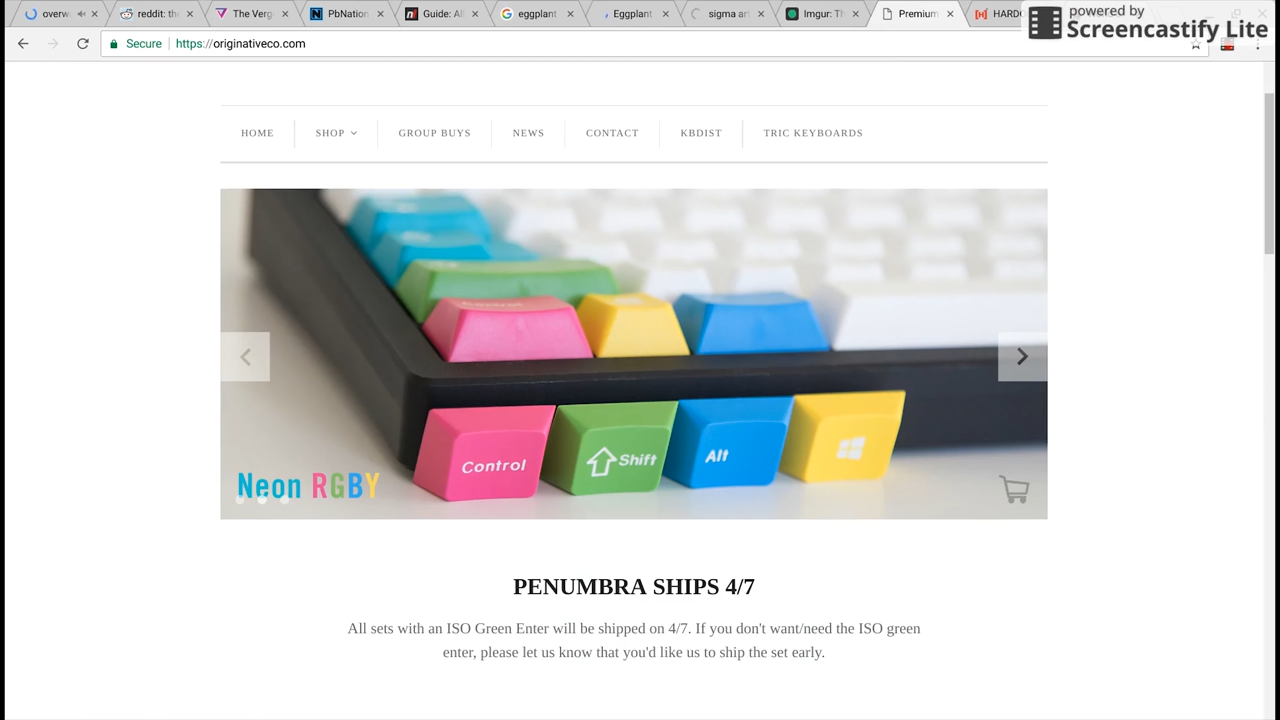 overw
reddit: th
The Verg
PbNation
Guide: Al
eggplant
Eggplant
sigma ax
Imgur: Th
Premium
HARDO
powered by
Screencastify Lite
Secure
https://originativeco.com
HOME
SHOP
GROUP BUYS
NEWS
CONTACT
KBDIST
TRIC KEYBOARDS
Control
Shift
Alt
Neon RGBY
PENUMBRA SHIPS 4/7
All sets with an ISO Green Enter will be shipped on 4/7. If you don't want/need the ISO green
enter, please let us know that you'd like us to ship the set early.